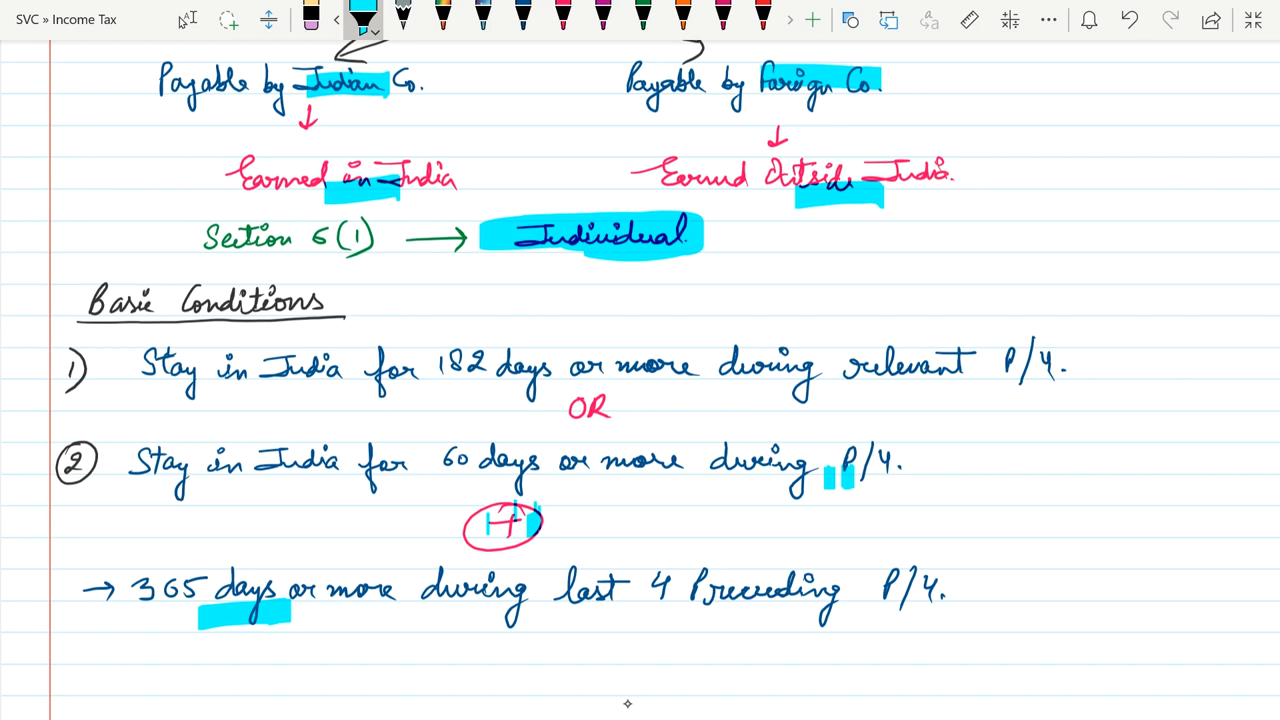 SVC » Income Tax
Payable by Indian Co. Payable by Foreign Co.
Earned in India Earned Outside India.
Section 6(1) → Individual.
Basic Conditions
1) Stay in India for 182 days or more during relevant P/Y.
OR
2 Stay in India for 60 days or more during P/Y.
+
→ 365 days or more during last 4 Preceeding P/Y.